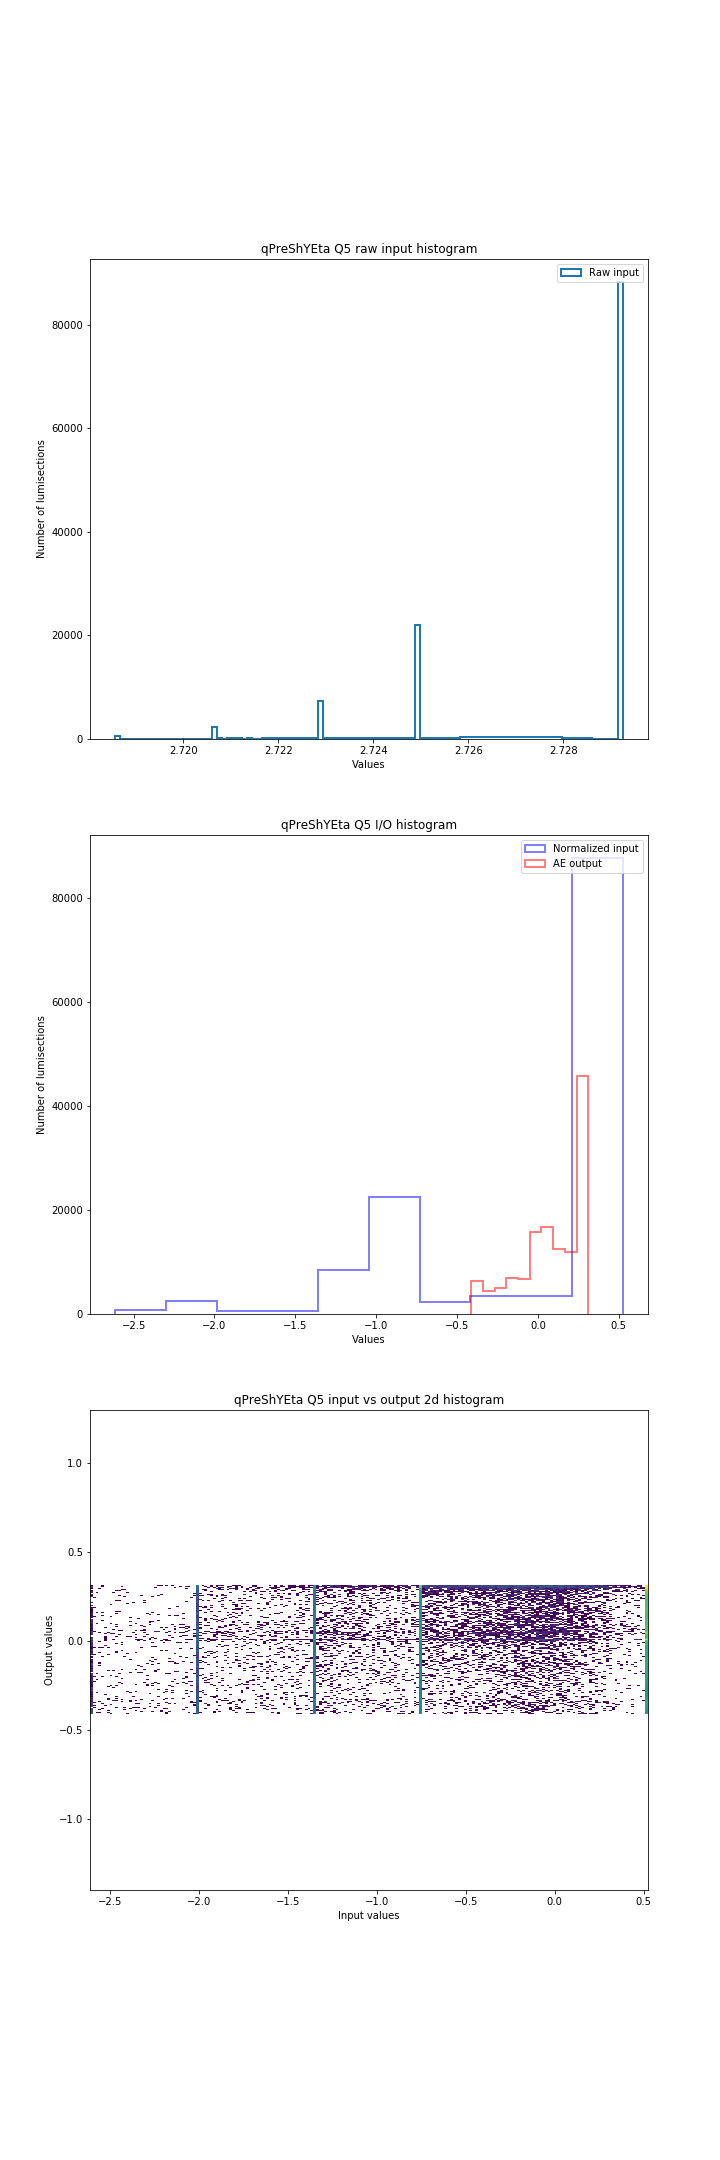 qPreShYEta Q5 raw input histogram
Raw input
Number of lumisections
80000
60000
40000
20000
0
2.720 2.722 2.724 2.726 2.728
Values
qPreShYEta Q5 I/O histogram
Normalized input
AE output
Number of lumisections
80000
60000
40000
20000
0
−2.5 −2.0 −1.5 −1.0 −0.5 0.0 0.5
Values
qPreShYEta Q5 input vs output 2d histogram
Output values
1.0
0.5
0.0
−0.5
−1.0
−2.5 −2.0 −1.5 −1.0 −0.5 0.0 0.5
Input values